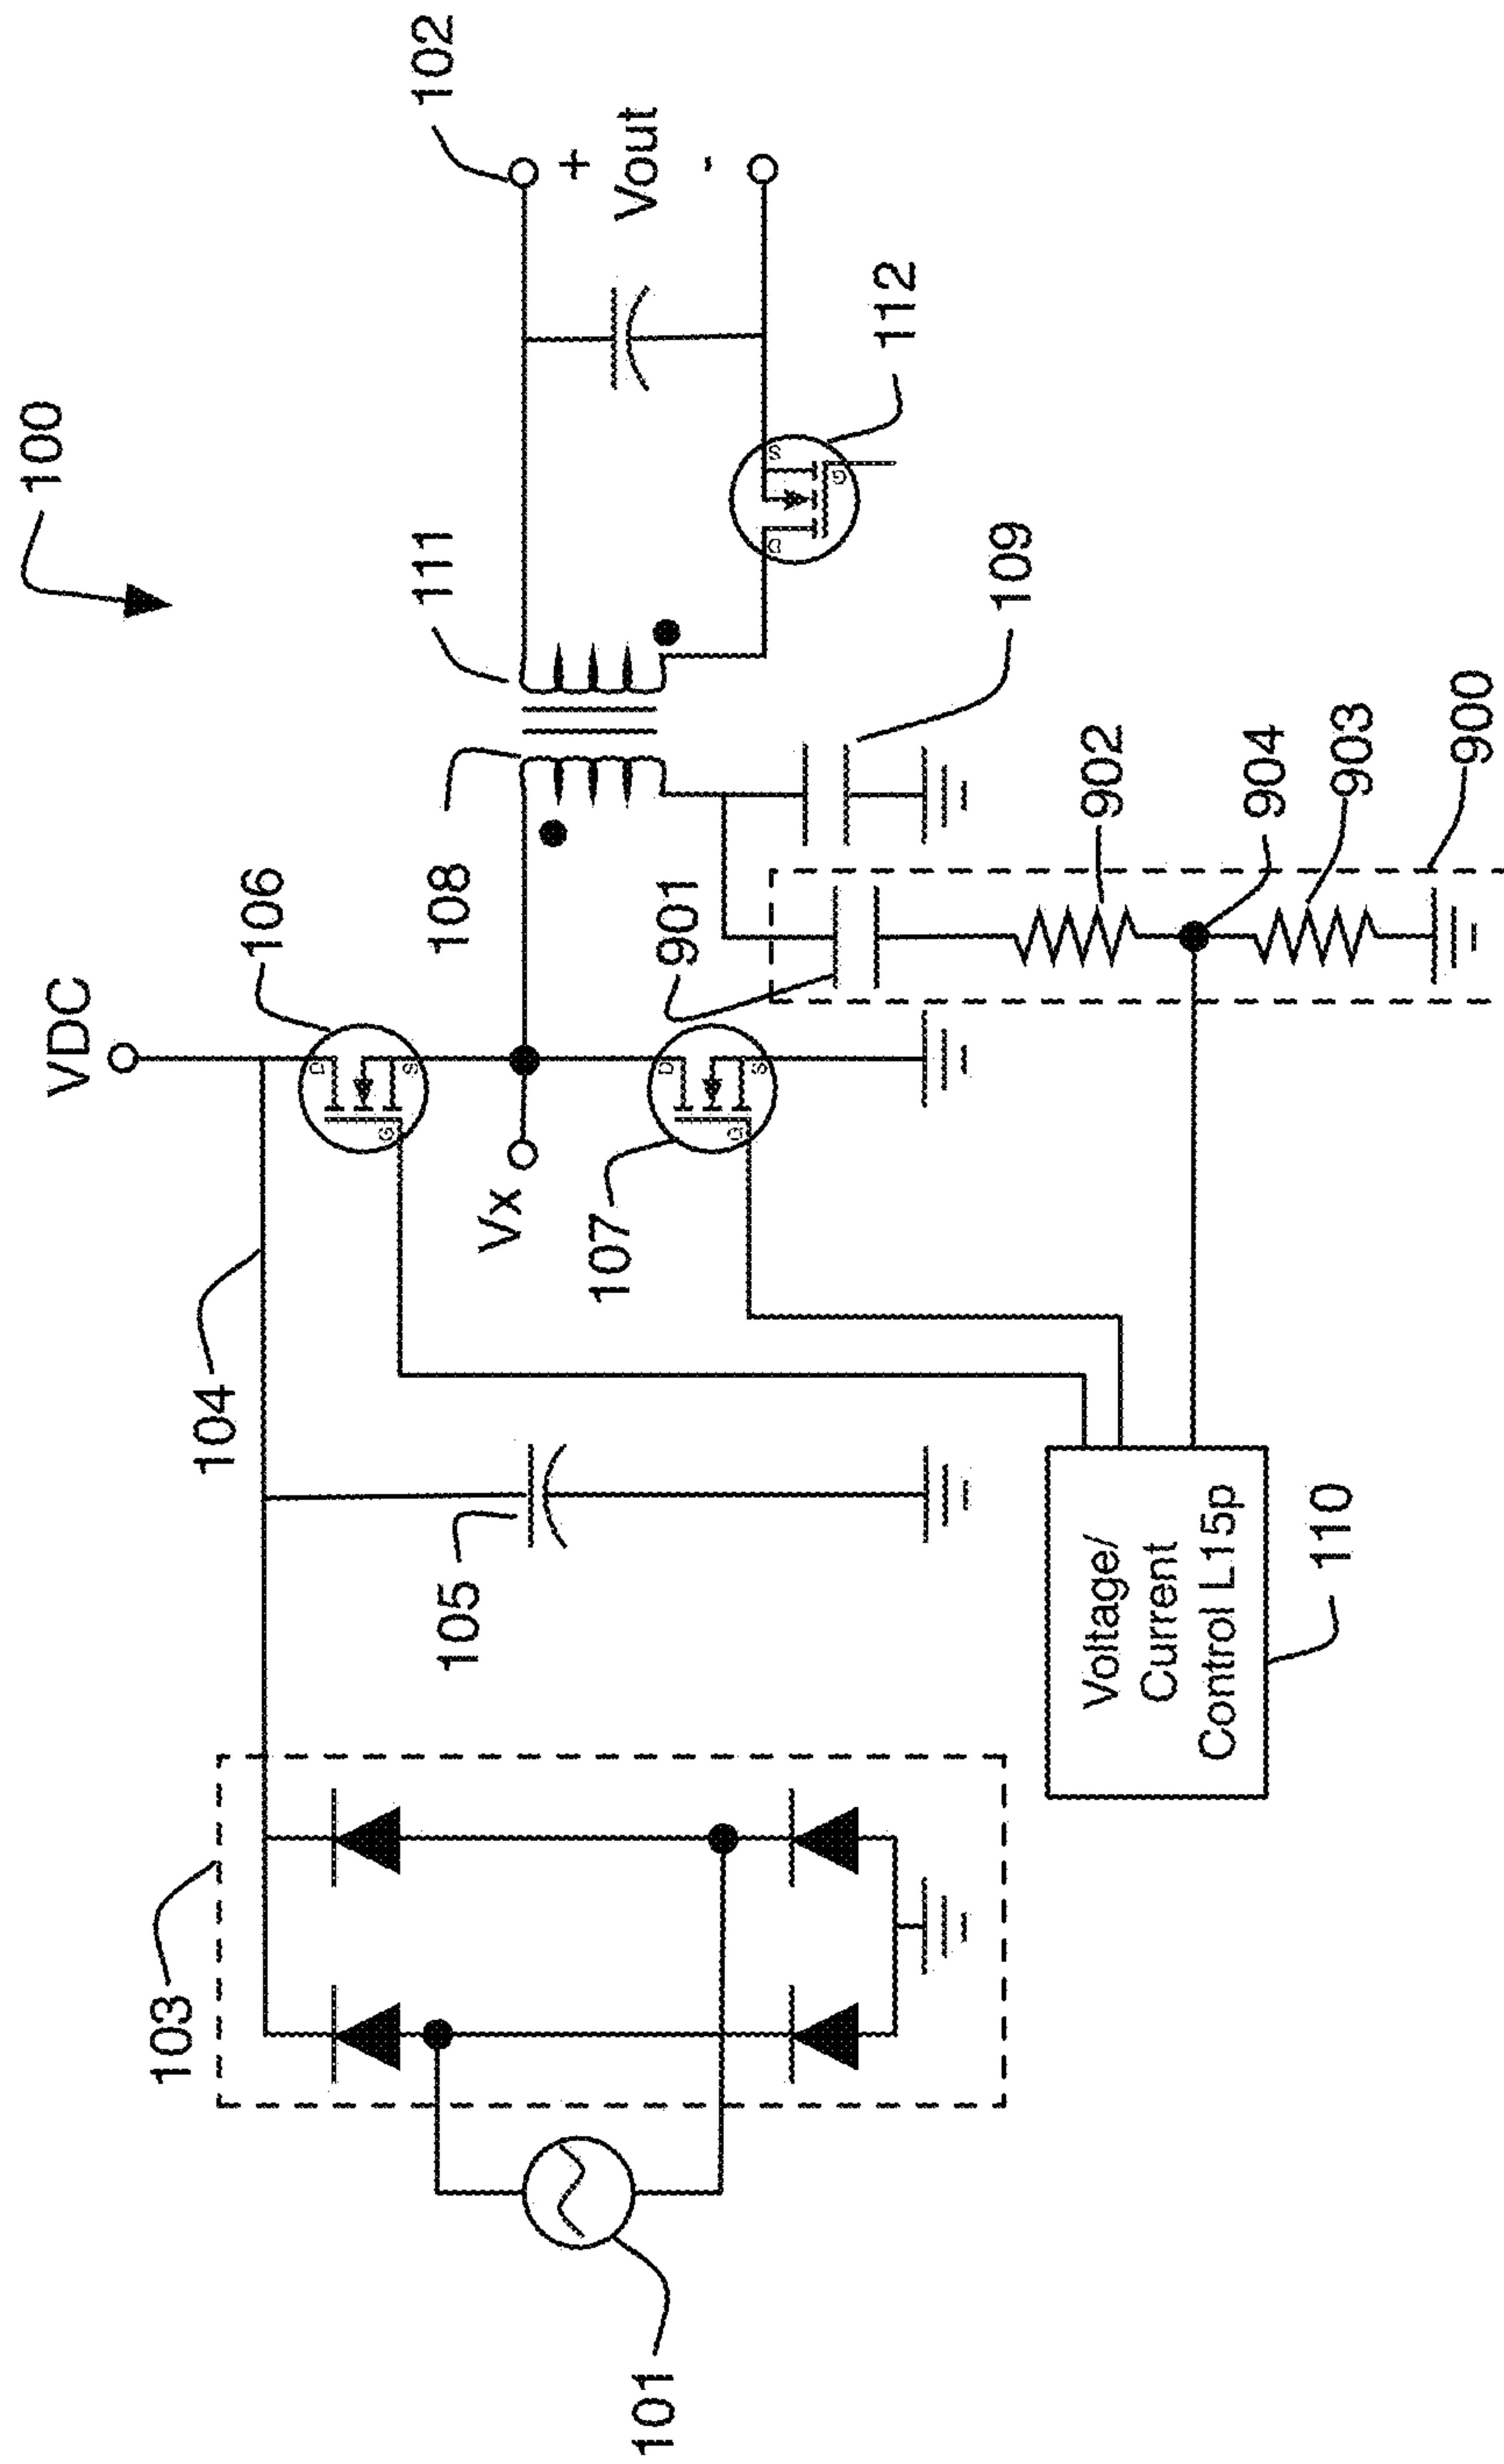 100
VDC
106
108
111
102
+
Vout
-
104
D
S
G
Vx
105
107
D
S
G
901
109
D
S
G
112
103
101
902
904
903
900
Voltage/
Current
Control L15p
110